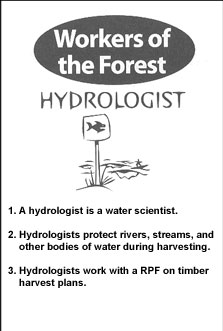 Workers of
the Forest
HYDROLOGIST
1. A hydrologist is a water scientist.
2. Hydrologists protect rivers, streams, and
other bodies of water during harvesting.
3. Hydrologists work with a RPF on timber
harvest plans.